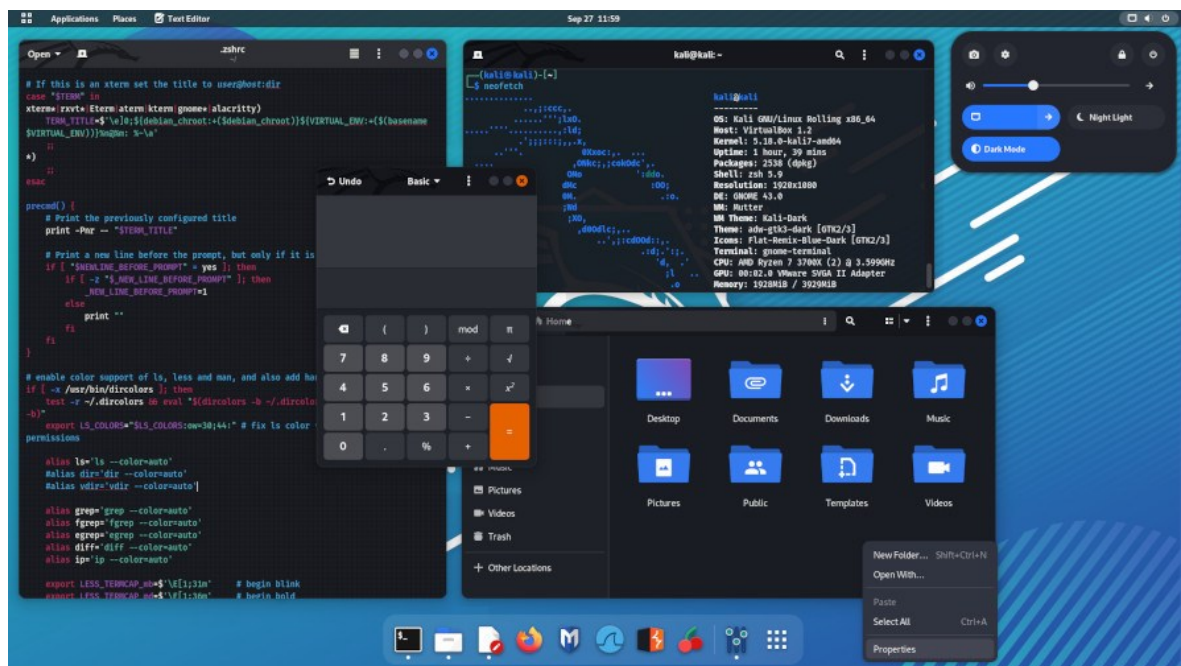 Applications Places Text Editor
Sep 27 11:59
Open
.zshrc
~/
# If this is an xterm set the title to user@host:dir
case "$TERM" in
xterm*|rxvt*|Eterm|aterm|kterm|gnome*|alacritty)
TERM_TITLE=$'\e]0;${debian_chroot:+($debian_chroot)}${VIRTUAL_ENV:+($(basename
$VIRTUAL_ENV))}%n@%m: %~\a'
;;
*)
;;
esac
precmd() {
# Print the previously configured title
print -Pnr -- "$TERM_TITLE"
# Print a new line before the prompt, but only if it is
if [ "$NEWLINE_BEFORE_PROMPT" = yes ]; then
if [ -z "$_NEW_LINE_BEFORE_PROMPT" ]; then
_NEW_LINE_BEFORE_PROMPT=1
else
print ""
fi
fi
}
# enable color support of ls, less and man, and also add
if [ -x /usr/bin/dircolors ]; then
test -r ~/.dircolors && eval "$(dircolors -b ~/.dircolo
-b)"
export LS_COLORS="$LS_COLORS:ow=30;44:" # fix ls color
permissions
alias ls='ls --color=auto'
#alias dir='dir --color=auto'
#alias vdir='vdir --color=auto'
alias grep='grep --color=auto'
alias fgrep='fgrep --color=auto'
alias egrep='egrep --color=auto'
alias diff='diff --color=auto'
alias ip='ip --color=auto'
export LESS_TERMCAP_mb=$'\E[1;31m' # begin blink
export LESS_TERMCAP_md=$'\E[1;36m' # begin bold
Undo Basic
( ) mod π
7 8 9 ÷ √
4 5 6 × x²
1 2 3 −
0 . % + =
kali@kali: ~
(kali㉿kali)-[~]
$ neofetch
kali@kali
---------
OS: Kali GNU/Linux Rolling x86_64
Host: VirtualBox 1.2
Kernel: 5.18.0-kali7-amd64
Uptime: 1 hour, 39 mins
Packages: 2538 (dpkg)
Shell: zsh 5.9
Resolution: 1920x1080
DE: GNOME 43.0
WM: Mutter
WM Theme: Kali-Dark
Theme: adw-gtk3-dark [GTK2/3]
Icons: Flat-Remix-Blue-Dark [GTK2/3]
Terminal: gnome-terminal
CPU: AMD Ryzen 7 3700X (2) @ 3.599GHz
GPU: 00:02.0 VMware SVGA II Adapter
Memory: 1928MiB / 3929MiB
Night Light
Dark Mode
Home
Music
Pictures
Videos
Trash
Other Locations
Desktop Documents Downloads Music
Pictures Public Templates Videos
New Folder... Shift+Ctrl+N
Open With...
Paste
Select All Ctrl+A
Properties
$_